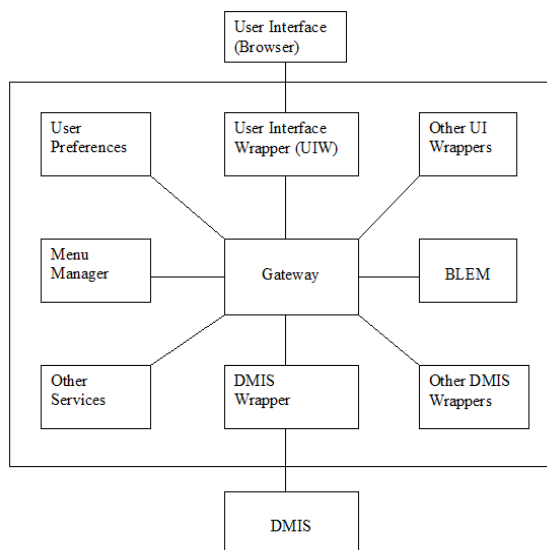 User Interface
(Browser)
User
Preferences
User Interface
Wrapper (UIW)
Other UI
Wrappers
Menu
Manager
Gateway
BLEM
Other
Services
DMIS
Wrapper
Other DMIS
Wrappers
DMIS